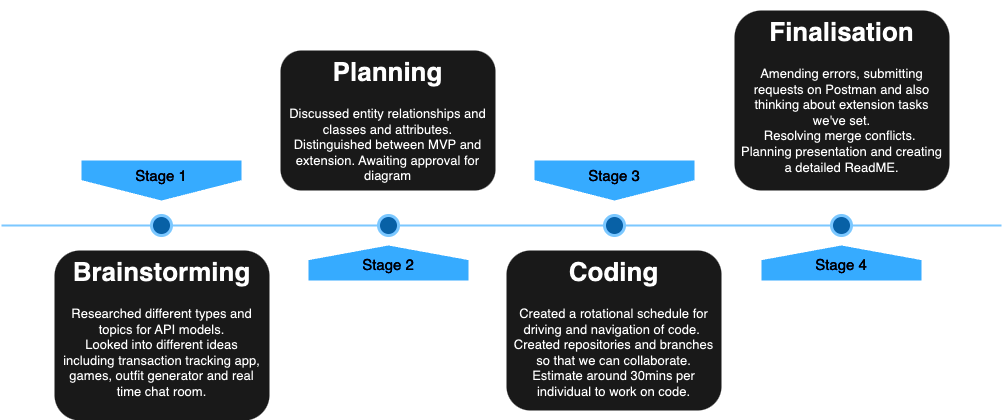 Stage 1
Brainstorming
Researched different types and
topics for API models.
Looked into different ideas
including transaction tracking app,
games, outfit generator and real
time chat room.
Planning
Discussed entity relationships and
classes and attributes.
Distinguished between MVP and
extension. Awaiting approval for
diagram
Stage 2
Stage 3
Coding
Created a rotational schedule for
driving and navigation of code.
Created repositories and branches
so that we can collaborate.
Estimate around 30mins per
individual to work on code.
Finalisation
Amending errors, submitting
requests on Postman and also
thinking about extension tasks
we've set.
Resolving merge conflicts.
Planning presentation and creating
a detailed ReadME.
Stage 4